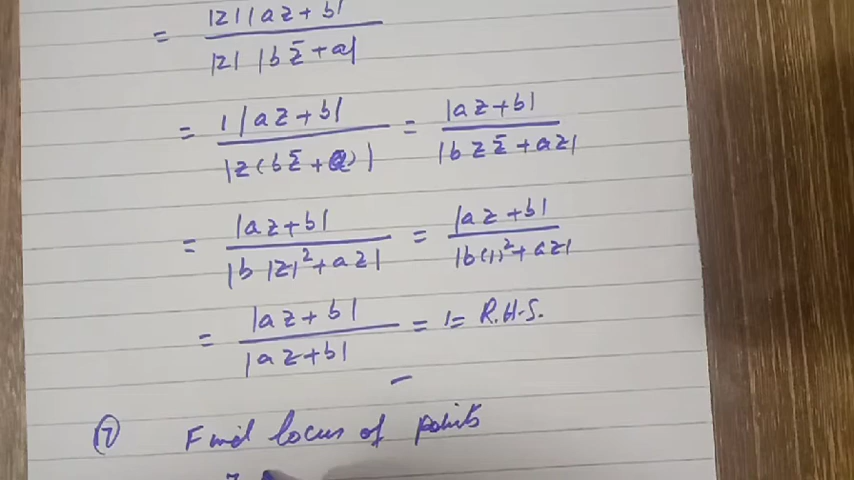 = |z| |az + b| / |z| |b z̄ + a|
= 1 |az + b| / |z(b z̄ + a)| = |az + b| / |b z z̄ + az|
= |az + b| / |b |z|² + az| = |az + b| / |b(1)² + az|
= |az + b| / |az + b| = 1 = R.H.S.
⑦ Find locus of points
z